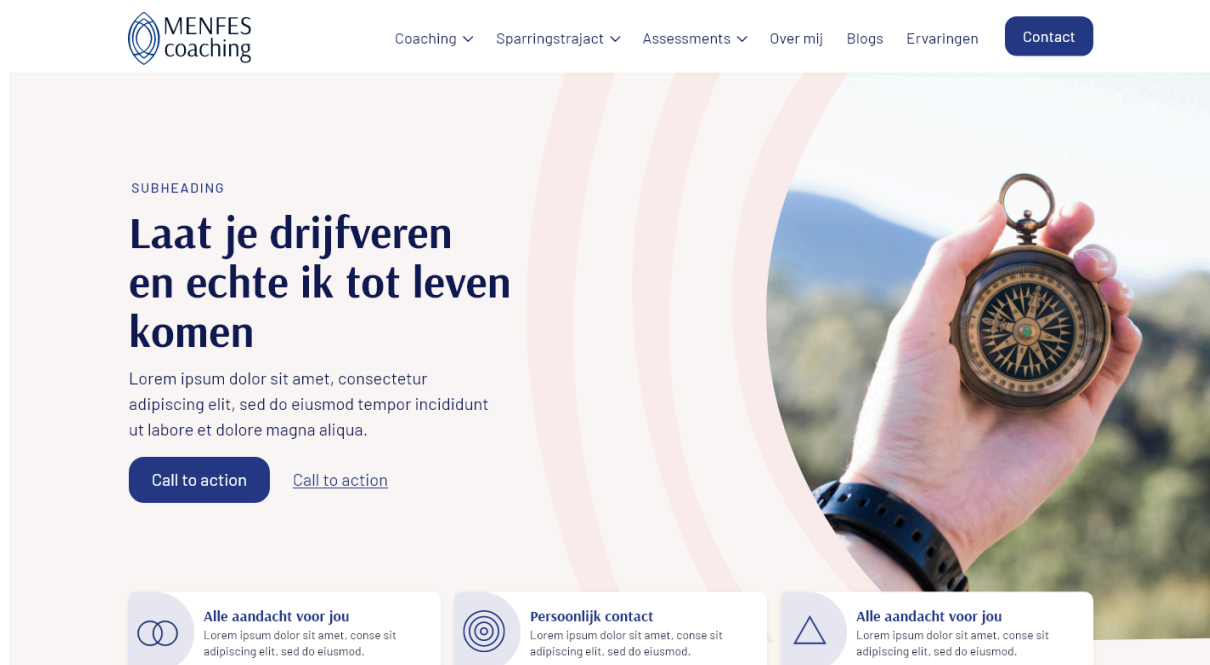 MENFES
coaching
Coaching
Sparringstraject
Assessments
Over mij
Blogs
Ervaringen
Contact
SUBHEADING
Laat je drijfveren
en echte ik tot leven
komen
Lorem ipsum dolor sit amet, consectetur
adipiscing elit, sed do eiusmod tempor incididunt
ut labore et dolore magna aliqua.
Call to action
Call to action
Alle aandacht voor jou
Lorem ipsum dolor sit amet, conse sit
adipiscing elit, sed do eiusmod.
Persoonlijk contact
Lorem ipsum dolor sit amet, conse sit
adipiscing elit, sed do eiusmod.
Alle aandacht voor jou
Lorem ipsum dolor sit amet, conse sit
adipiscing elit, sed do eiusmod.